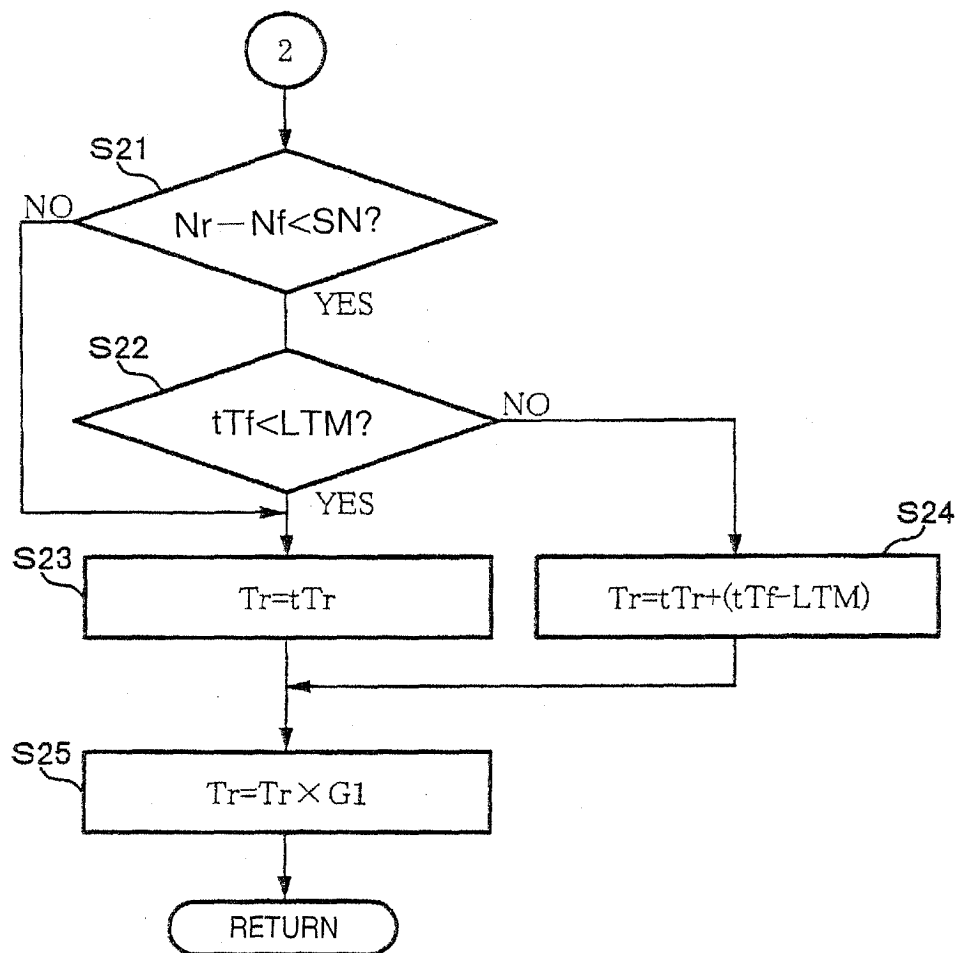 2
S21
NO
Nr－Nf<SN?
YES
S22
tTf<LTM?
NO
YES
S23
Tr=tTr
S24
Tr=tTr+(tTf-LTM)
S25
Tr=Tr×G1
RETURN